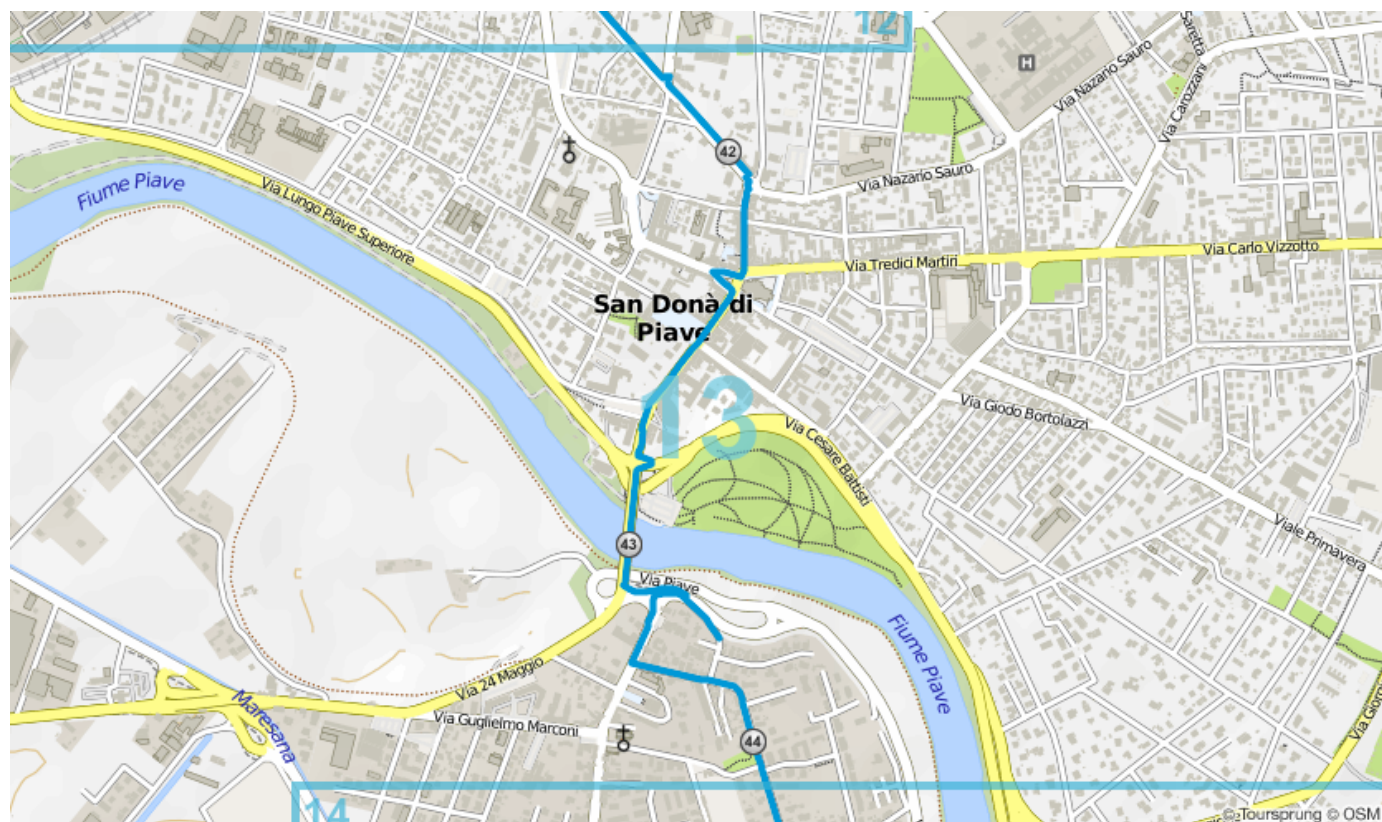 12
H
Via Nazario Sauro
Saretta
Via Carozzani
42
Fiume Piave
Via Lungo Piave Superiore
Via Nazario Sauro
Via Tredici Martiri
Via Carlo Vizzotto
San Donà di
Piave
13
Via Giodo Bortolazzi
Via Cesare Battisti
Viale Primavera
43
Via Piave
Fiume Piave
Via 24 Maggio
Maresana
Via Guglielmo Marconi
44
14
© Toursprung © OSM